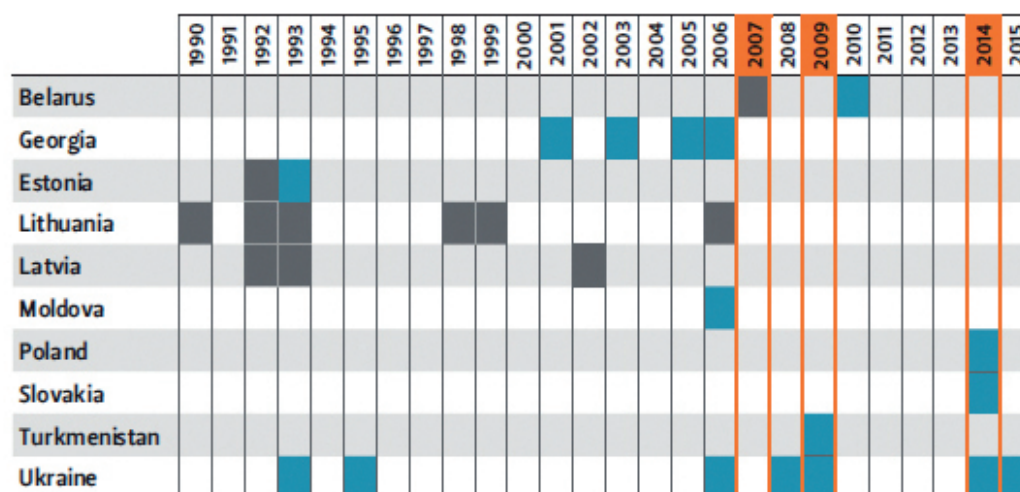 1990 1991 1992 1993 1994 1995 1996 1997 1998 1999 2000 2001 2002 2003 2004 2005 2006 2007 2008 2009 2010 2011 2012 2013 2014 2015
Belarus
Georgia
Estonia
Lithuania
Latvia
Moldova
Poland
Slovakia
Turkmenistan
Ukraine